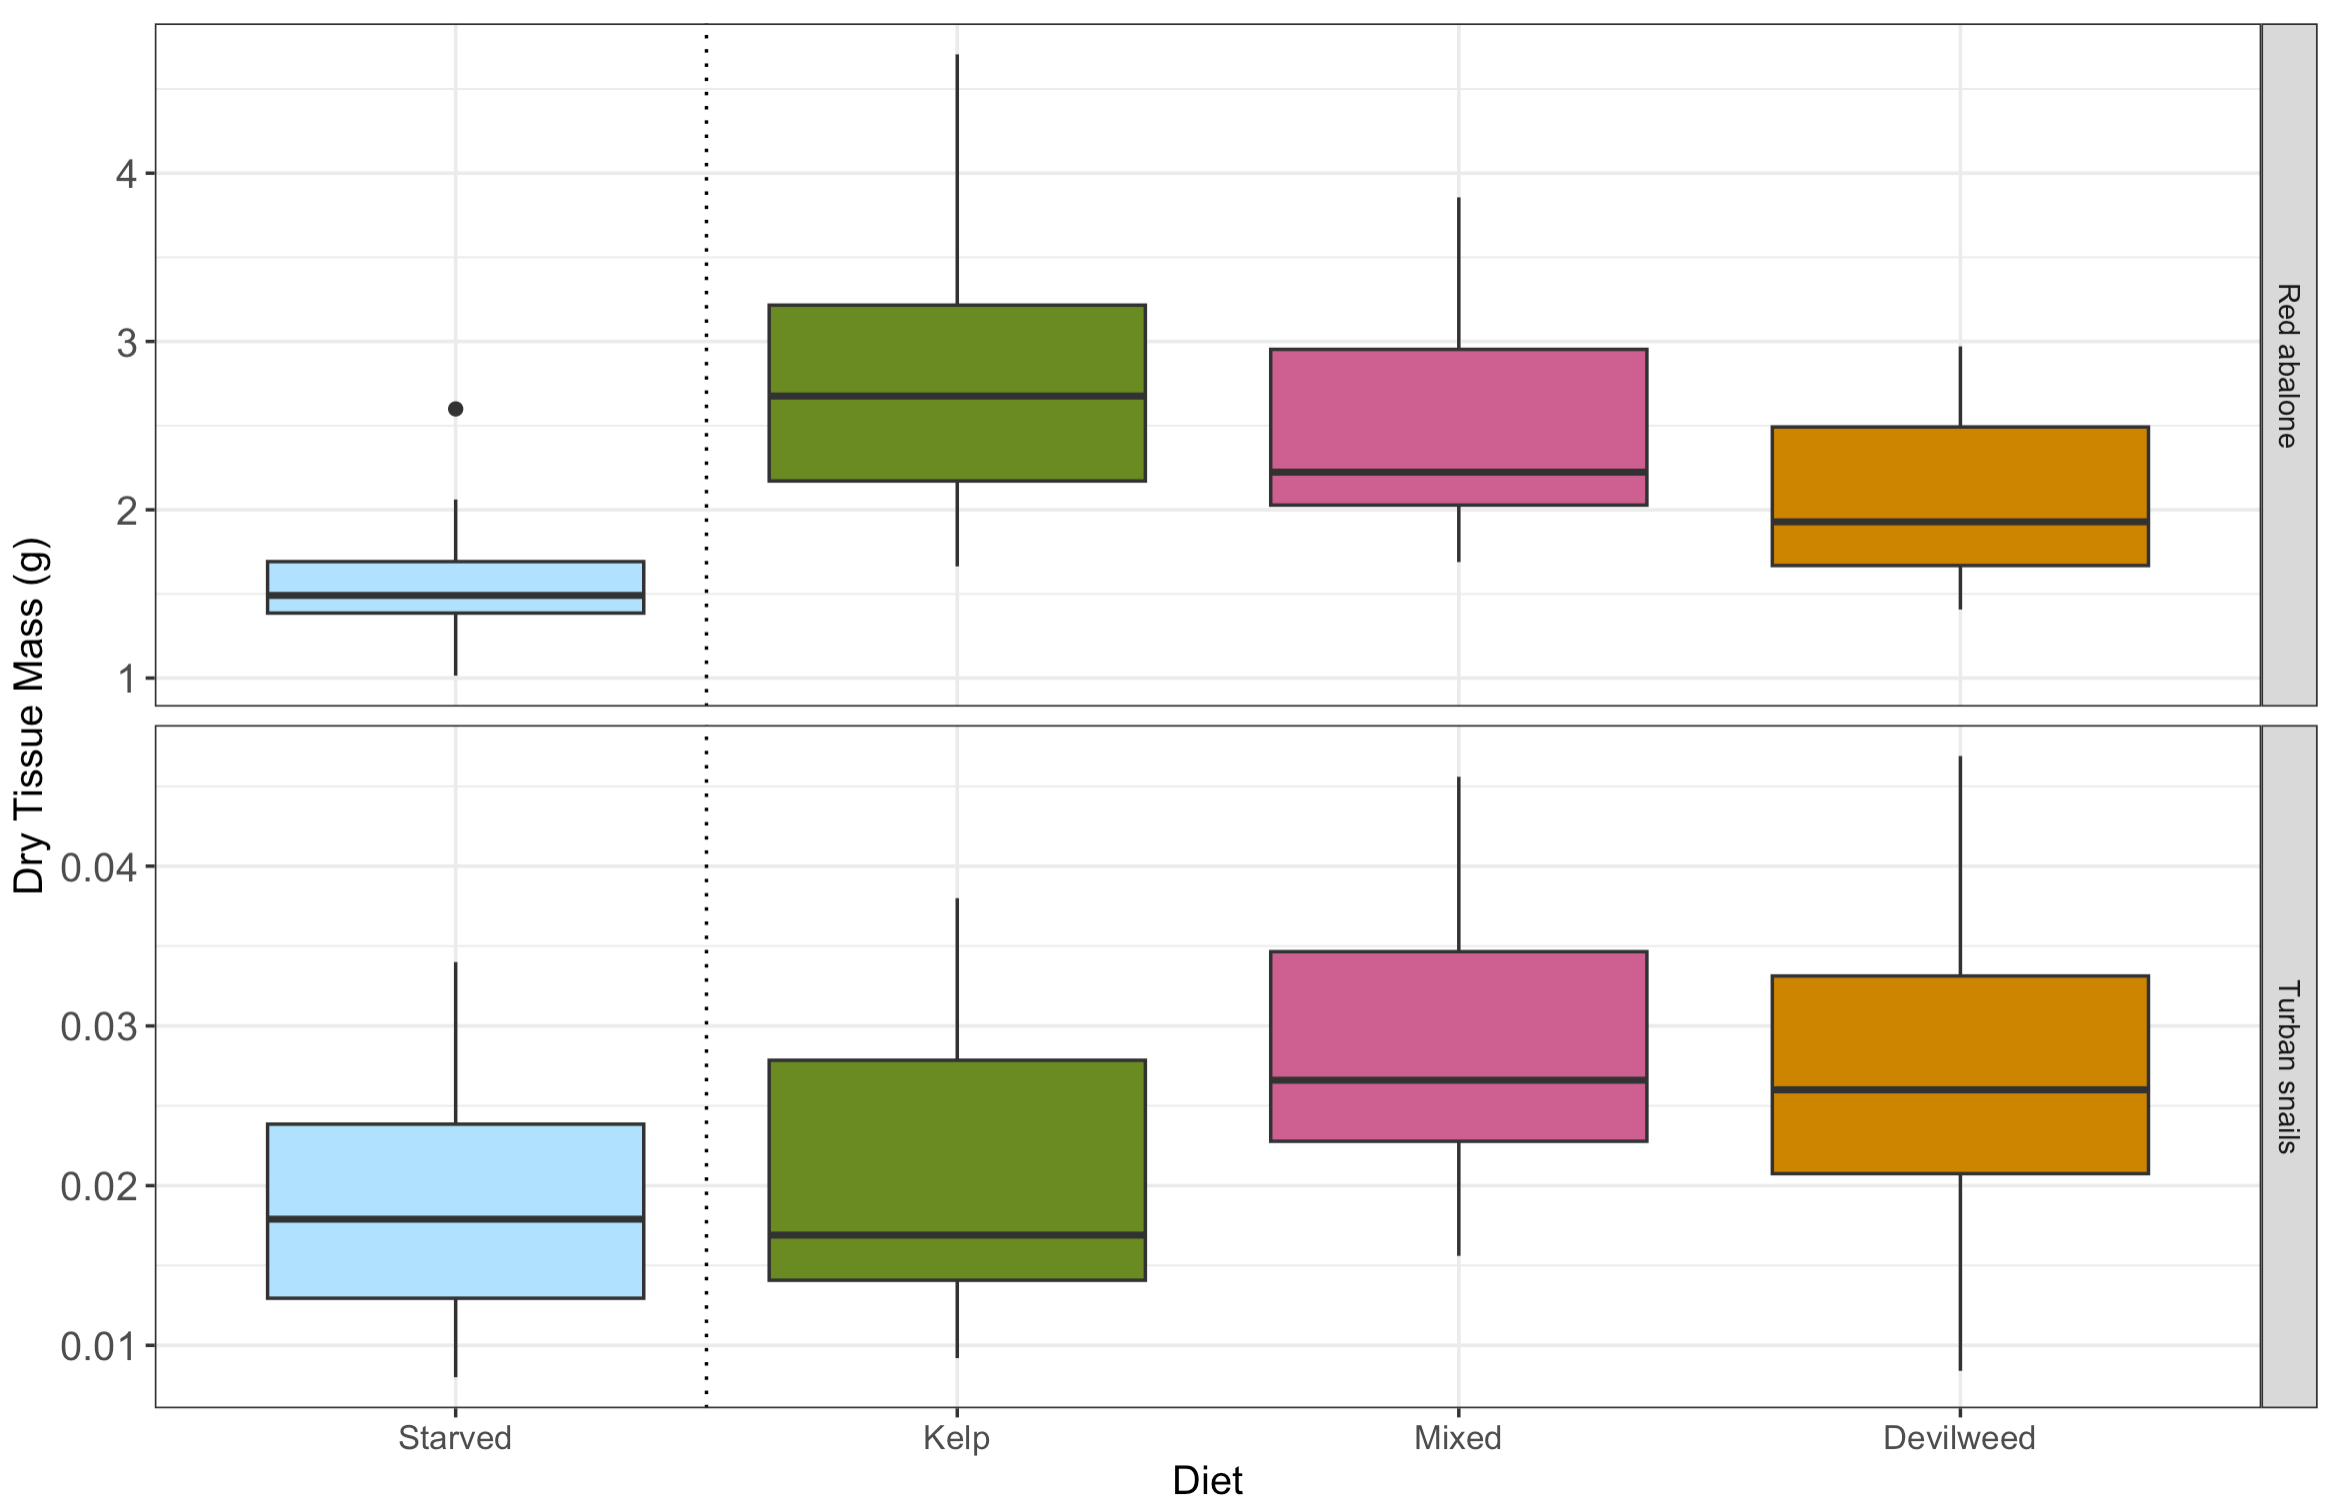 Dry Tissue Mass (g)
4
3
2
1
Red abalone
0.04
0.03
0.02
0.01
Turban snails
Starved Kelp Mixed Devilweed
Diet